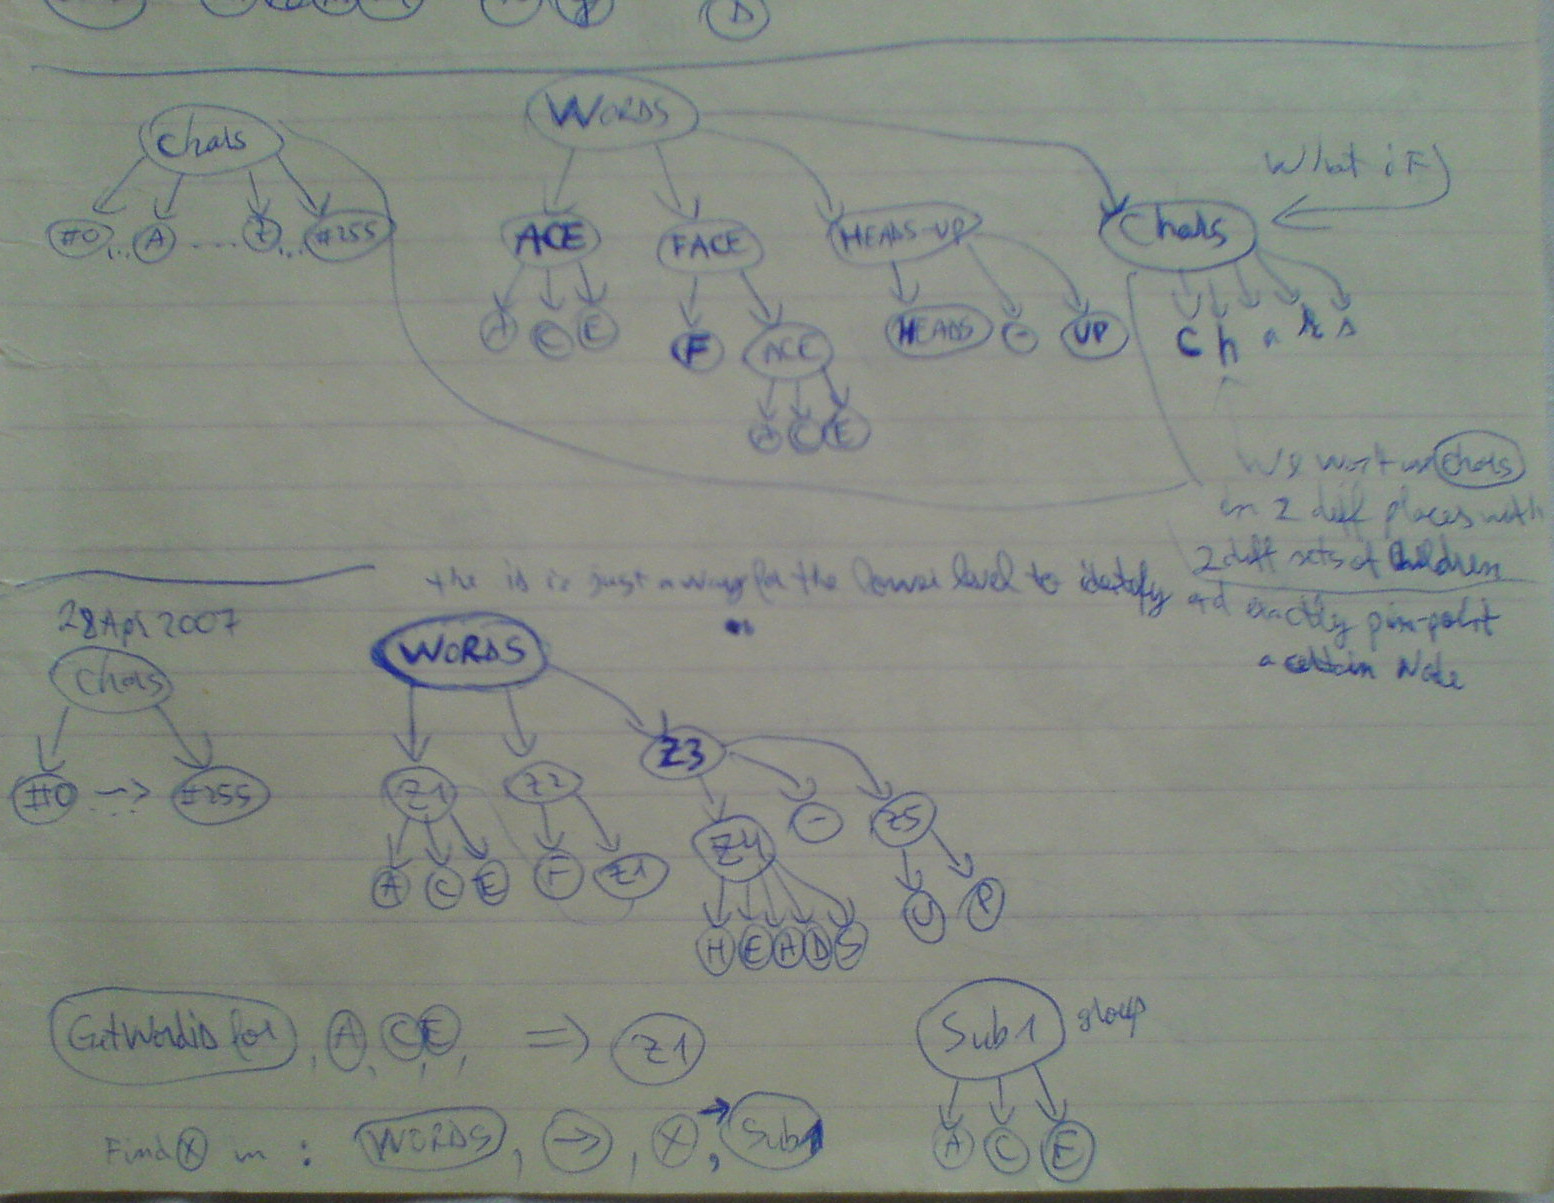 D
Chars
WORDS
What if
#0 ... A .... Z ... #255
ACE
FACE
HEADS-UP
Chars
A C E
F
ACE
HEADS - UP
C h a r s
A C E
We want
Chars
in 2 diff places with
2 diff sets of Children
the id is just a way for the lower level to identify and exactly pin-point
a certain Node
28 Apr 2007
Chars
WORDS
#0 ...> #255
Z1
Z2
Z3
A C E
F Z1
Z4
-
Z5
H E A D S
U P
GetWordid for, A, C, E, => Z1
Sub1 group
Find X in : WORDS, →, X, → Sub1
A C E